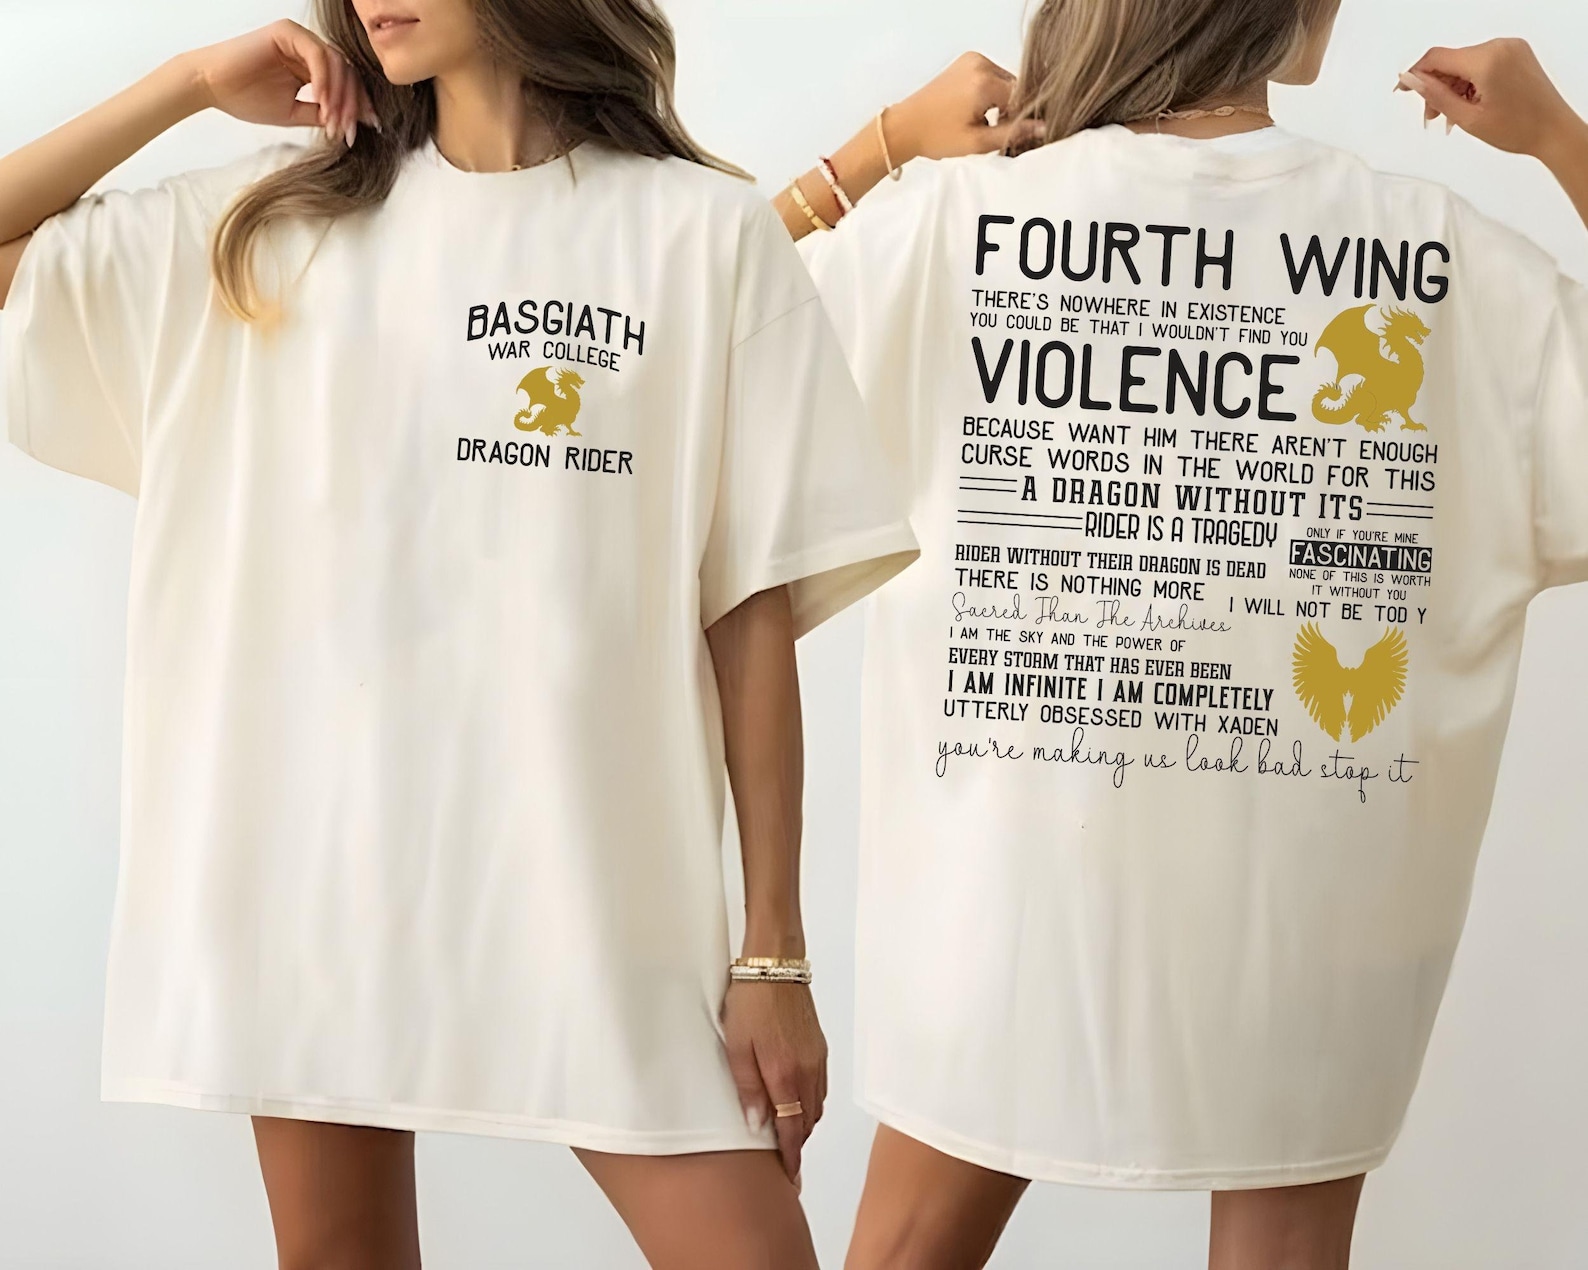 BASGIATH
WAR COLLEGE
DRAGON RIDER
FOURTH WING
THERE'S NOWHERE IN EXISTENCE
YOU COULD BE THAT I WOULDN'T FIND YOU
VIOLENCE
BECAUSE WANT HIM THERE AREN'T ENOUGH
CURSE WORDS IN THE WORLD FOR THIS
A DRAGON WITHOUT ITS
RIDER IS A TRAGEDY
ONLY IF YOU'RE MINE
FASCINATING
NONE OF THIS IS WORTH
IT WITHOUT YOU
RIDER WITHOUT THEIR DRAGON IS DEAD
THERE IS NOTHING MORE
I WILL NOT BE TOD Y
Sacred Than The Archives
I AM THE SKY AND THE POWER OF
EVERY STORM THAT HAS EVER BEEN
I AM INFINITE I AM COMPLETELY
UTTERLY OBSESSED WITH XADEN
you're making us look bad stop it